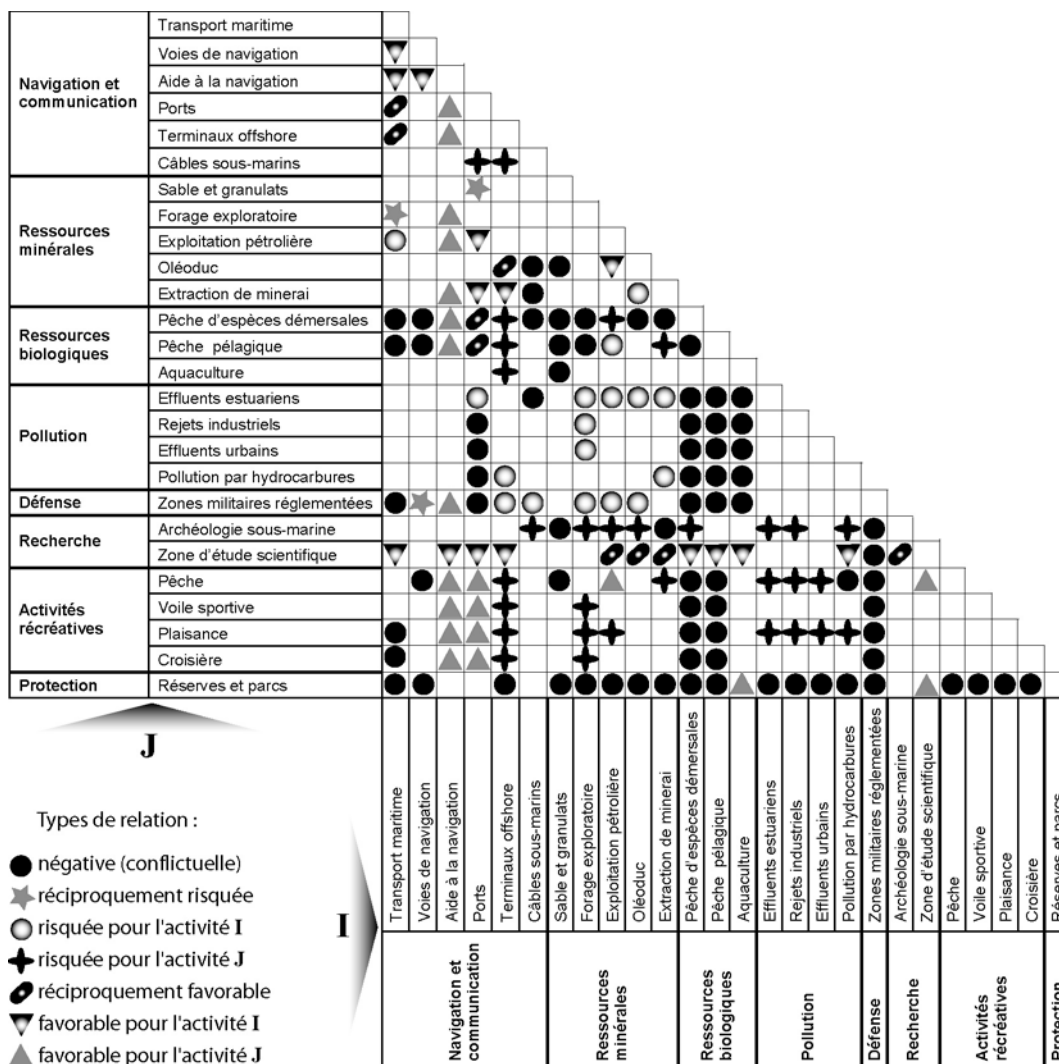 Transport maritime
Voies de navigation
Navigation et
communication
Aide à la navigation
Ports
Terminaux offshore
Câbles sous-marins
Sable et granulats
Forage exploratoire
Ressources
minérales
Exploitation pétrolière
Oléoduc
Extraction de minerai
Pêche d'espèces démersales
Ressources
biologiques
Pêche pélagique
Aquaculture
Effluents estuariens
Pollution
Rejets industriels
Effluents urbains
Pollution par hydrocarbures
Défense
Zones militaires réglementées
Recherche
Archéologie sous-marine
Zone d'étude scientifique
Pêche
Activités
récréatives
Voile sportive
Plaisance
Croisière
Protection
Réserves et parcs
J
Types de relation :
négative (conflictuelle)
réciproquement risquée
risquée pour l'activité I
risquée pour l'activité J
réciproquement favorable
favorable pour l'activité I
favorable pour l'activité J
I
Transport maritime
Voies de navigation
Aide à la navigation
Ports
Terminaux offshore
Câbles sous-marins
Sable et granulats
Forage exploratoire
Exploitation pétrolière
Oléoduc
Extraction de minerai
Pêche d'espèces démersales
Pêche pélagique
Aquaculture
Effluents estuariens
Rejets industriels
Effluents urbains
Pollution par hydrocarbures
Zones militaires réglementées
Archéologie sous-marine
Zone d'étude scientifique
Pêche
Voile sportive
Plaisance
Croisière
Réserves et parcs
Navigation et
communication
Ressources
minérales
Ressources
biologiques
Pollution
Défense
Recherche
Activités
récréatives
Protection